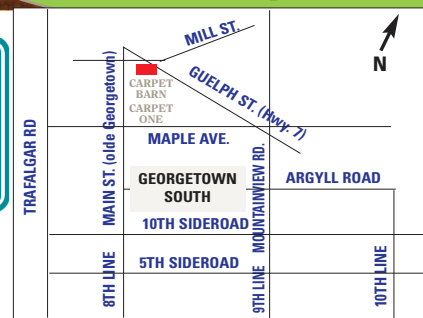 MILL ST.
N
GUELPH ST. (Hwy. 7)
CARPET
BARN
CARPET
ONE
MAPLE AVE.
TRAFALGAR RD
MAIN ST. (olde Georgetown)
MOUNTAINVIEW RD.
GEORGETOWN
SOUTH
ARGYLL ROAD
10TH SIDEROAD
5TH SIDEROAD
8TH LINE
9TH LINE
10TH LINE